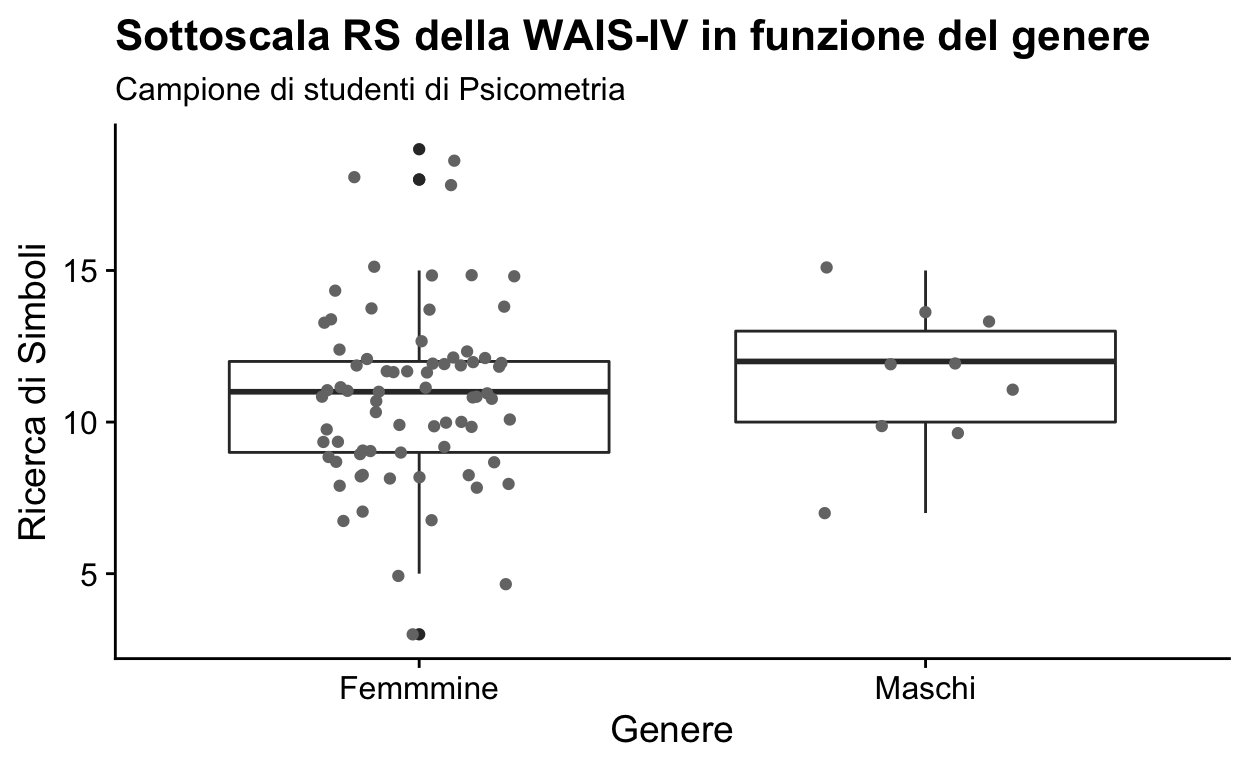 Sottoscala RS della WAIS-IV in funzione del genere
Campione di studenti di Psicometria
Ricerca di Simboli
15
10
5
Femmmine
Maschi
Genere